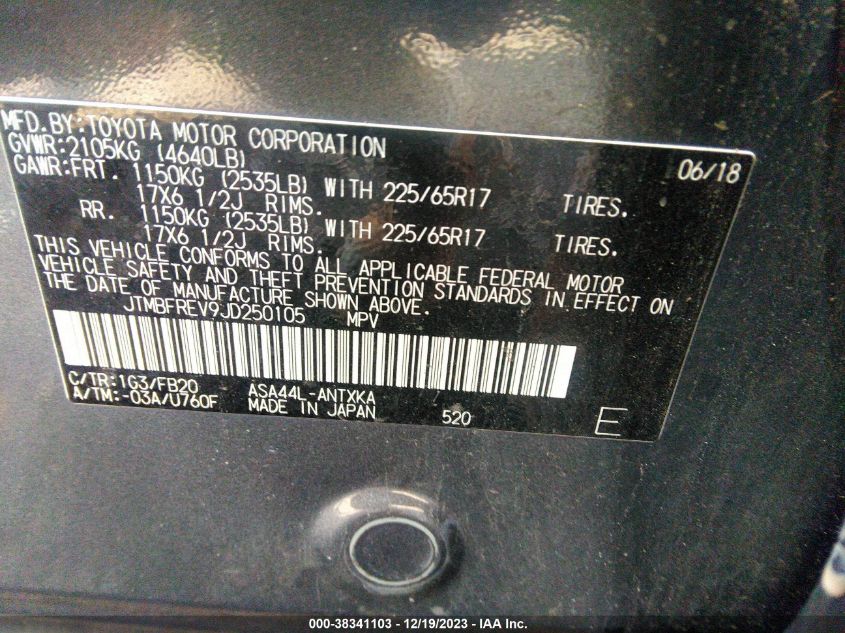 MFD.BY:TOYOTA MOTOR CORPORATION 06/18
GVWR:2105KG (4640LB)
GAWR:FRT. 1150KG (2535LB) WITH 225/65R17 TIRES.
17X6 1/2J RIMS.
RR. 1150KG (2535LB) WITH 225/65R17 TIRES.
17X6 1/2J RIMS.
THIS VEHICLE CONFORMS TO ALL APPLICABLE FEDERAL MOTOR
VEHICLE SAFETY AND THEFT PREVENTION STANDARDS IN EFFECT ON
THE DATE OF MANUFACTURE SHOWN ABOVE.
JTMBFREV9JD250105 MPV
C/TR:1G3/FB20 ASA44L-ANTXKA
A/TM:-03A/U760F MADE IN JAPAN 520 E
000-38341103 - 12/19/2023 - IAA Inc.